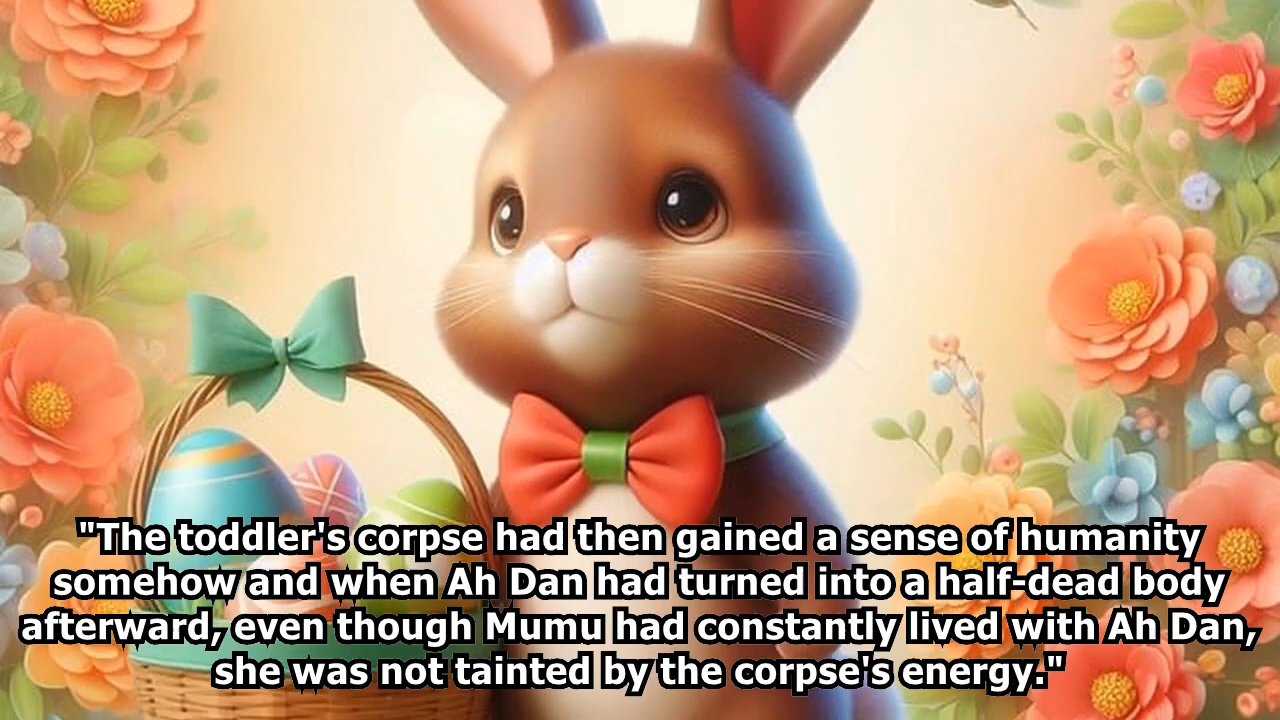 "The toddler's corpse had then gained a sense of humanity
somehow and when Ah Dan had turned into a half-dead body
afterward, even though Mumu had constantly lived with Ah Dan,
she was not tainted by the corpse's energy."